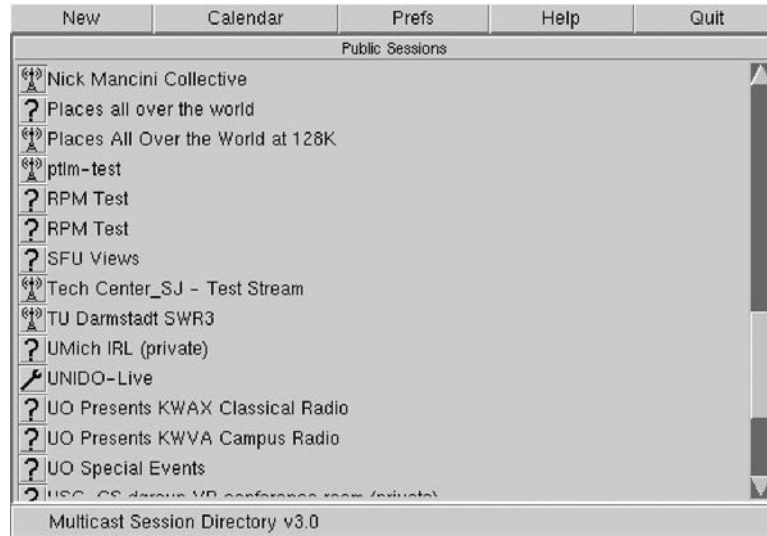 New Calendar Prefs Help Quit
Public Sessions
Nick Mancini Collective
? Places all over the world
Places All Over the World at 128K
ptlm-test
? RPM Test
? RPM Test
? SFU Views
Tech Center_SJ - Test Stream
TU Darmstadt SWR3
? UMich IRL (private)
UNIDO-Live
? UO Presents KWAX Classical Radio
? UO Presents KWVA Campus Radio
? UO Special Events
? (private)
Multicast Session Directory v3.0